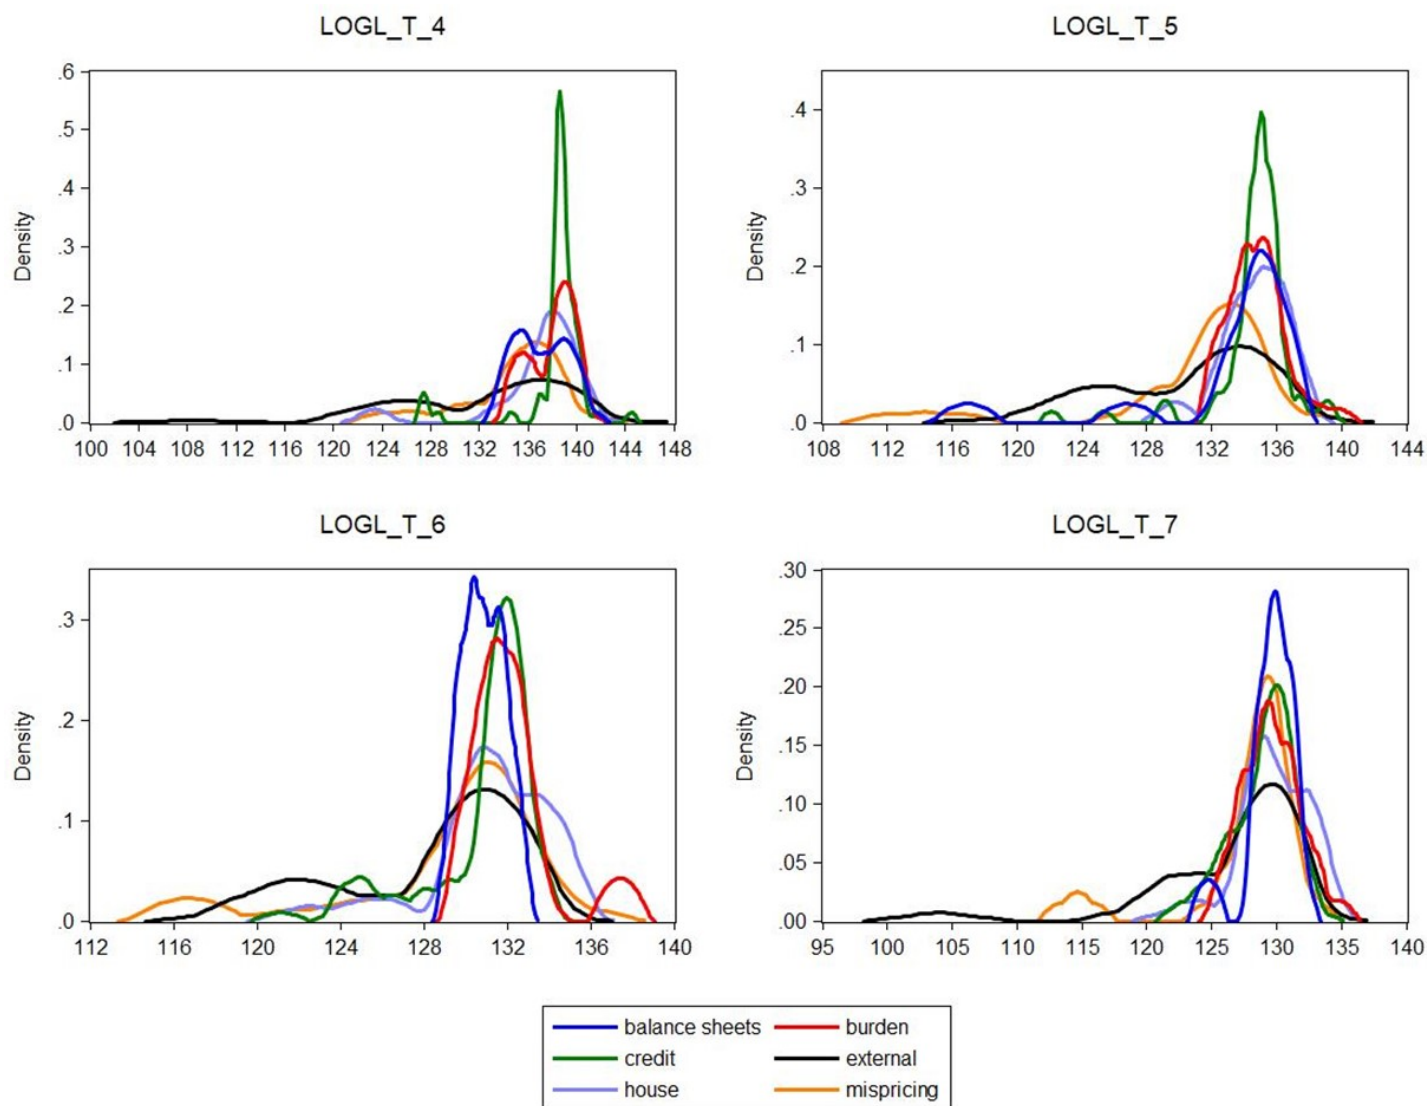 LOGL_T_4
.6
.5
.4
.3
.2
.1
.0
Density
100 104 108 112 116 120 124 128 132 136 140 144 148
LOGL_T_5
.4
.3
.2
.1
.0
Density
108 112 116 120 124 128 132 136 140 144
LOGL_T_6
.3
.2
.1
.0
Density
112 116 120 124 128 132 136 140
LOGL_T_7
.30
.25
.20
.15
.10
.05
.00
Density
95 100 105 110 115 120 125 130 135 140
balance sheets burden
credit external
house mispricing